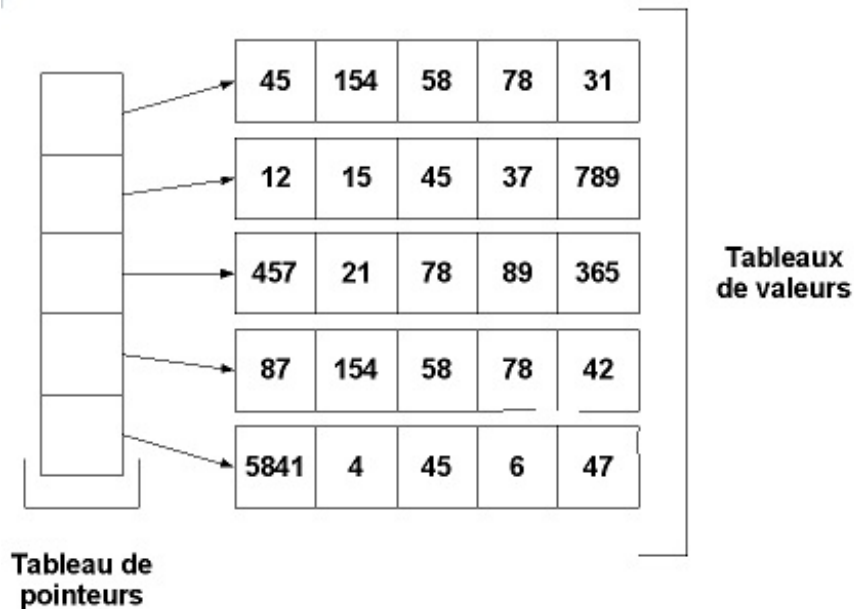 45 154 58 78 31
12 15 45 37 789
457 21 78 89 365
87 154 58 78 42
5841 4 45 6 47
Tableaux
de valeurs
Tableau de
pointeurs